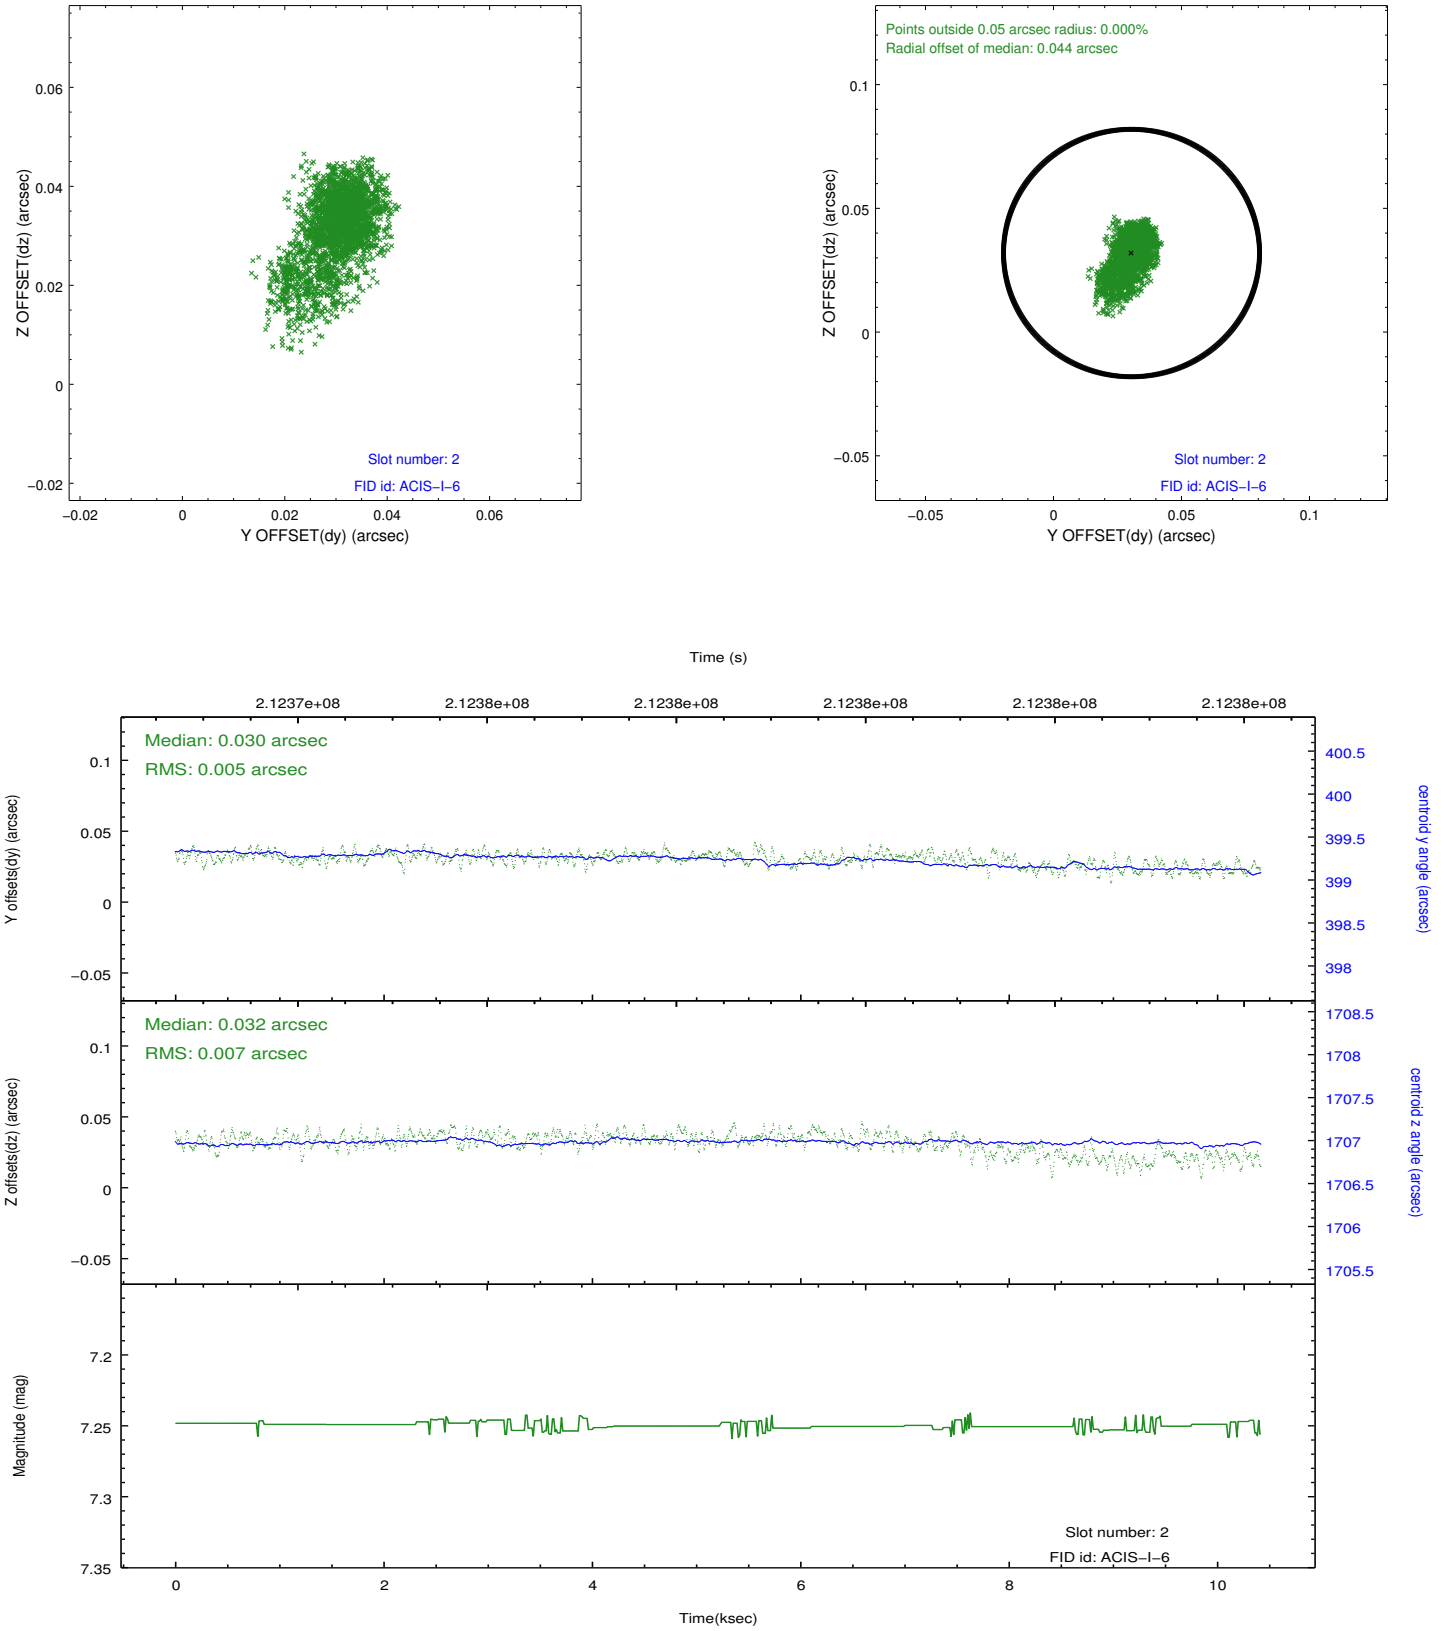 Z OFFSET(dz) (arcsec)
0.06
0.04
0.02
0
−0.02
−0.02 0 0.02 0.04 0.06
Y OFFSET(dy) (arcsec)
Slot number: 2
FID id: ACIS−I−6
Points outside 0.05 arcsec radius: 0.000%
Radial offset of median: 0.044 arcsec
Z OFFSET(dz) (arcsec)
0.1
0.05
0
−0.05
−0.05 0 0.05 0.1
Y OFFSET(dy) (arcsec)
Slot number: 2
FID id: ACIS−I−6
Time (s)
2.1237e+08 2.1238e+08 2.1238e+08 2.1238e+08 2.1238e+08 2.1238e+08
Median: 0.030 arcsec
RMS: 0.005 arcsec
Y offsets(dy) (arcsec)
0.1
0.05
0
−0.05
400.5
400
399.5
399
398.5
398
centroid y angle (arcsec)
Median: 0.032 arcsec
RMS: 0.007 arcsec
Z offsets(dz) (arcsec)
0.1
0.05
0
−0.05
1708.5
1708
1707.5
1707
1706.5
1706
1705.5
centroid z angle (arcsec)
Magnitude (mag)
7.2
7.25
7.3
7.35
Slot number: 2
FID id: ACIS−I−6
0 2 4 6 8 10
Time(ksec)